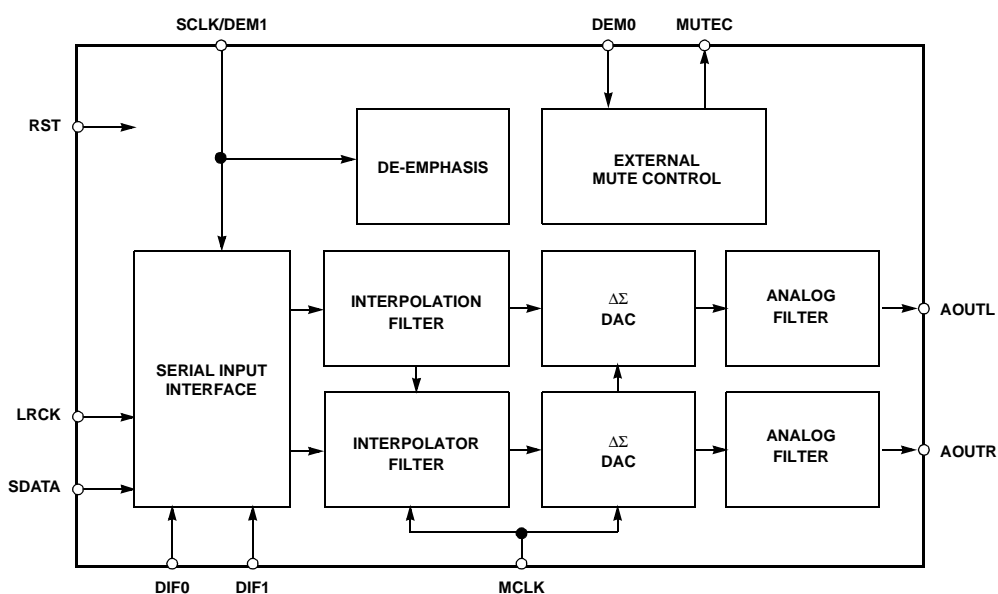 SCLK/DEM1
DEM0
MUTEC
RST
DE-EMPHASIS
EXTERNAL
MUTE CONTROL
SERIAL INPUT
INTERFACE
INTERPOLATION
FILTER
ΔΣ
DAC
ANALOG
FILTER
AOUTL
LRCK
SDATA
INTERPOLATOR
FILTER
ΔΣ
DAC
ANALOG
FILTER
AOUTR
DIF0
DIF1
MCLK